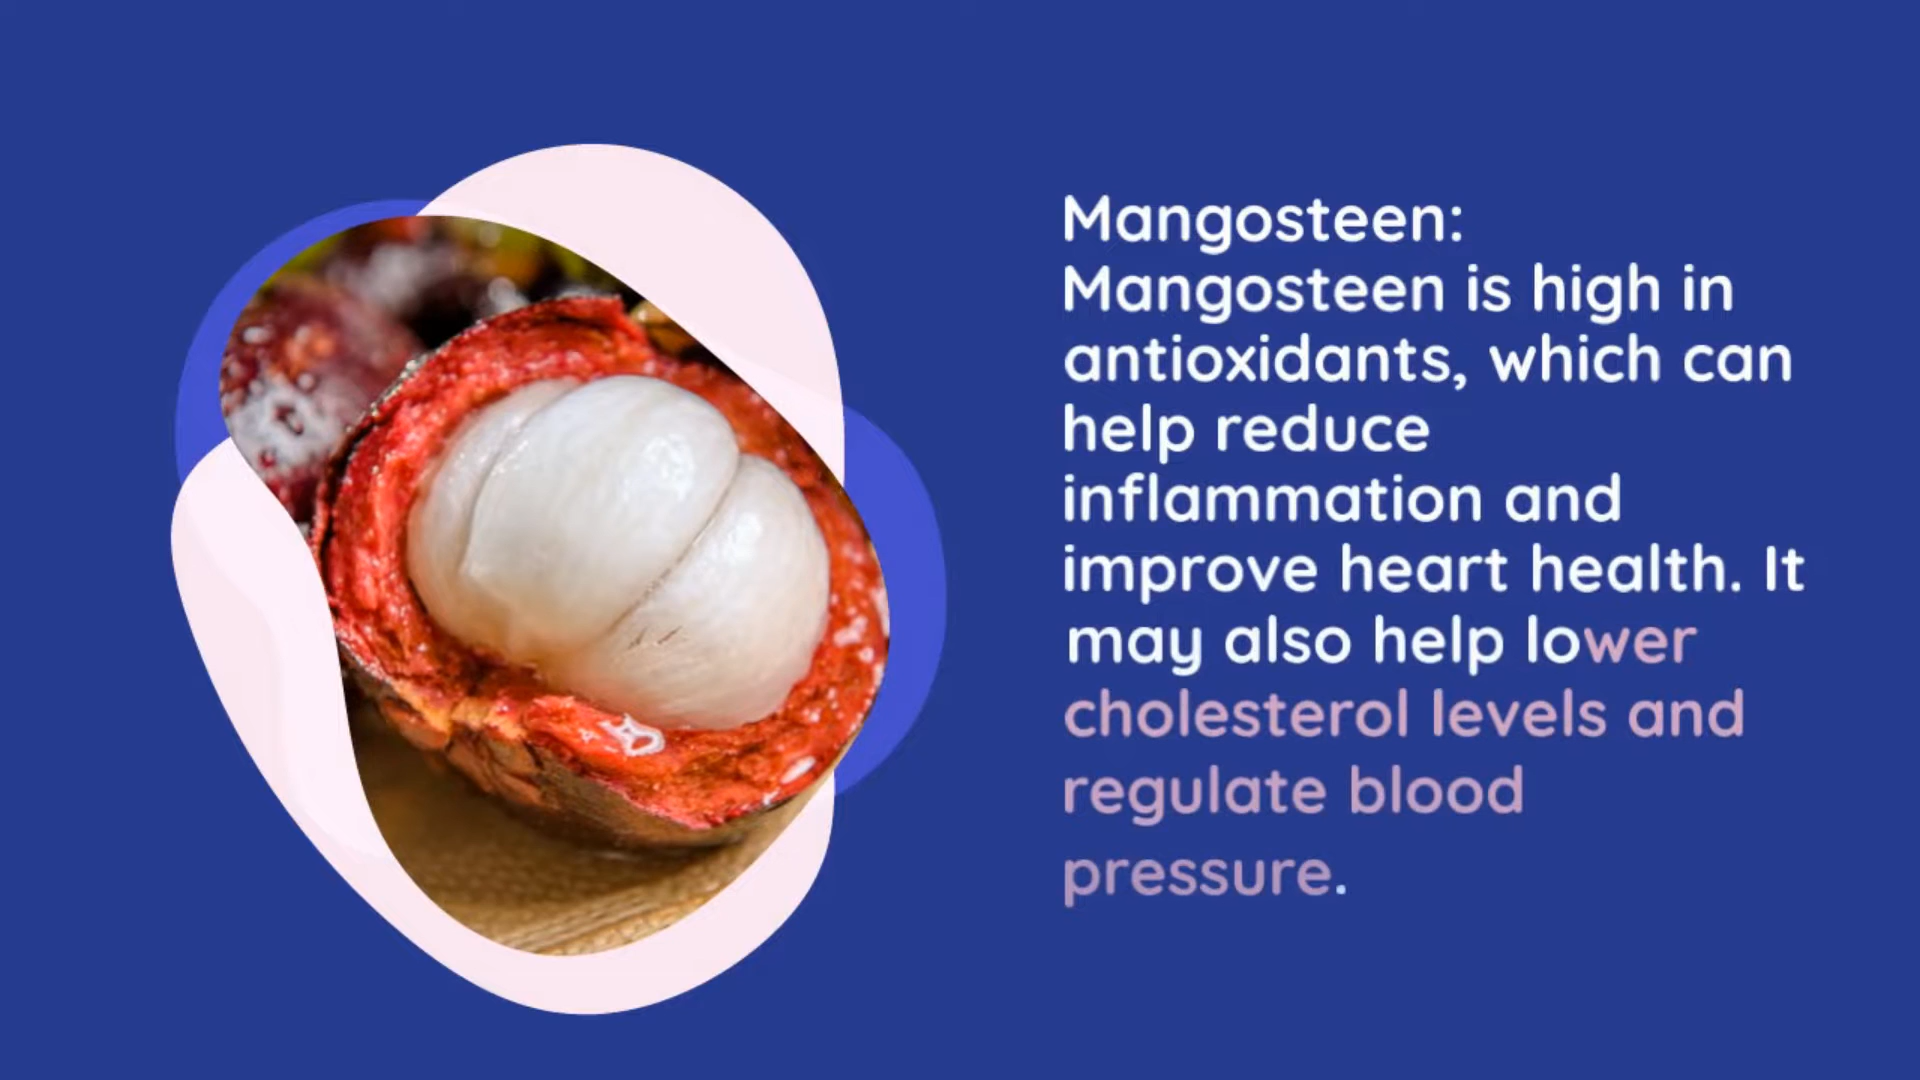 Mangosteen:
Mangosteen is high in
antioxidants, which can
help reduce
inflammation and
improve heart health. It
may also help lower
cholesterol levels and
regulate blood
pressure.